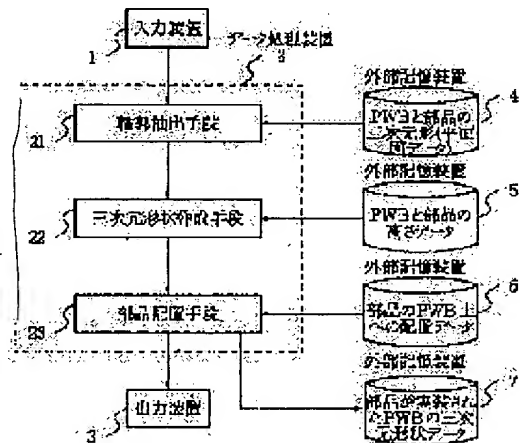 入力装置
1
データ処理装置
2
外部記憶装置
4
PWBと部品の
二次元形状正
面データ
21
輪郭抽出手段
外部記憶装置
5
PWBと部品の
高さデータ
22
三次元形状作成手段
外部記憶装置
6
部品のPWB上
への配置データ
23
部品配置手段
外部記憶装置
7
部品が実装され
たPWBの三次
元形状データ
3
出力装置